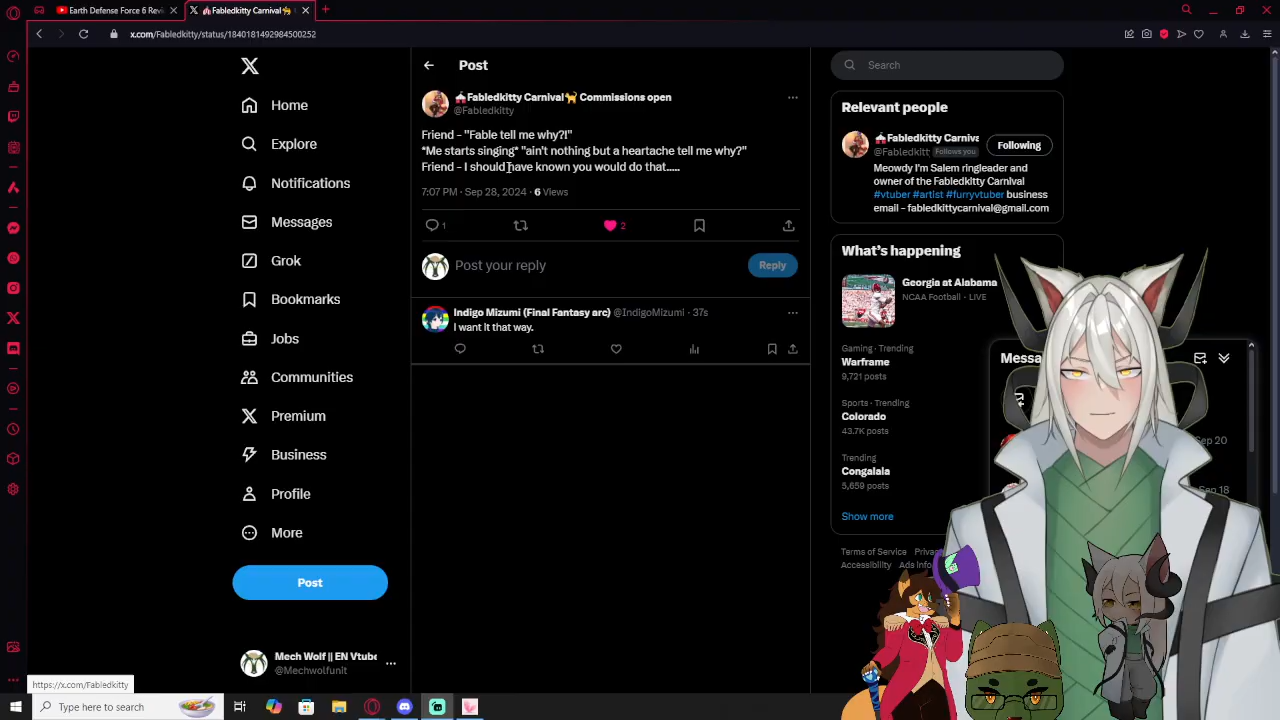 Earth Defense Force 6 Revi
Fabledkitty Carnival
x.com/Fabledkitty/status/1840181492984500252
Home
Explore
Notifications
Messages
Grok
Bookmarks
Jobs
Communities
Premium
Business
Profile
More
Post
Mech Wolf || EN Vtube
@Mechwolfunit
https://x.com/Fabledkitty
Type here to search
Post
Fabledkitty Carnival Commissions open
@Fabledkitty
Friend - "Fable tell me why?!"
*Me starts singing* "ain't nothing but a heartache tell me why?"
Friend - I should have known you would do that.....
7:07 PM · Sep 28, 2024 · 6 Views
1
2
Post your reply
Reply
Indigo Mizumi (Final Fantasy arc) @IndigoMizumi · 37s
I want it that way.
Search
Relevant people
Fabledkitty Carniva
@Fabledkitt Follows you
Following
Meowdy I'm Salem ringleader and
owner of the Fabledkitty Carnival
#vtuber #artist #furryvtuber business
email - fabledkittycarnival@gmail.com
What's happening
Georgia at Alabama
NCAA Football · LIVE
Gaming · Trending
Warframe
9,721 posts
Sports · Trending
Colorado
43.7K posts
Trending
Congalala
5,659 posts
Show more
Terms of Service Privac
Accessibility Ads info
Messa
Sep 20
Sep 18